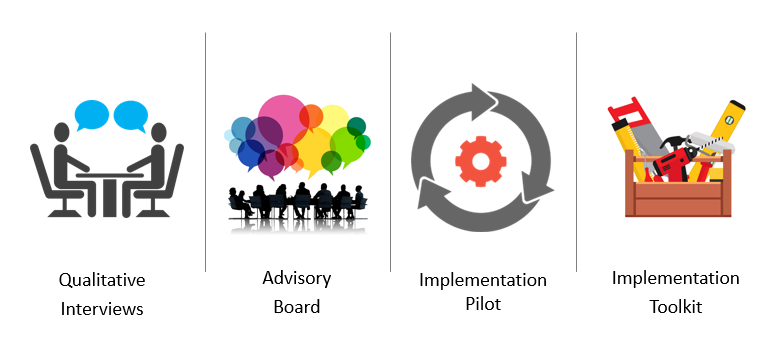 Qualitative
Interviews
Advisory
Board
Implementation
Pilot
Implementation
Toolkit